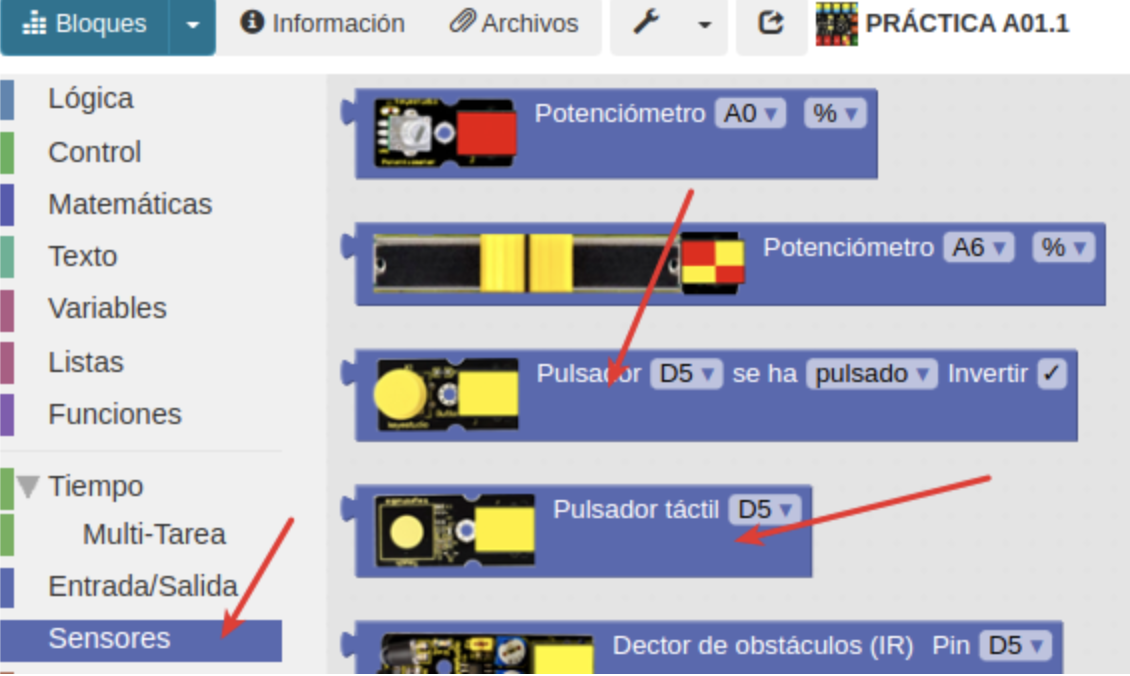 Bloques
Información
Archivos
PRÁCTICA A01.1
Lógica
Control
Matemáticas
Texto
Variables
Listas
Funciones
Tiempo
Multi-Tarea
Entrada/Salida
Sensores
Potenciómetro A0 %
Potenciómetro A6 %
Pulsador D5 se ha pulsado Invertir ✓
Pulsador táctil D5
Dector de obstáculos (IR) Pin D5